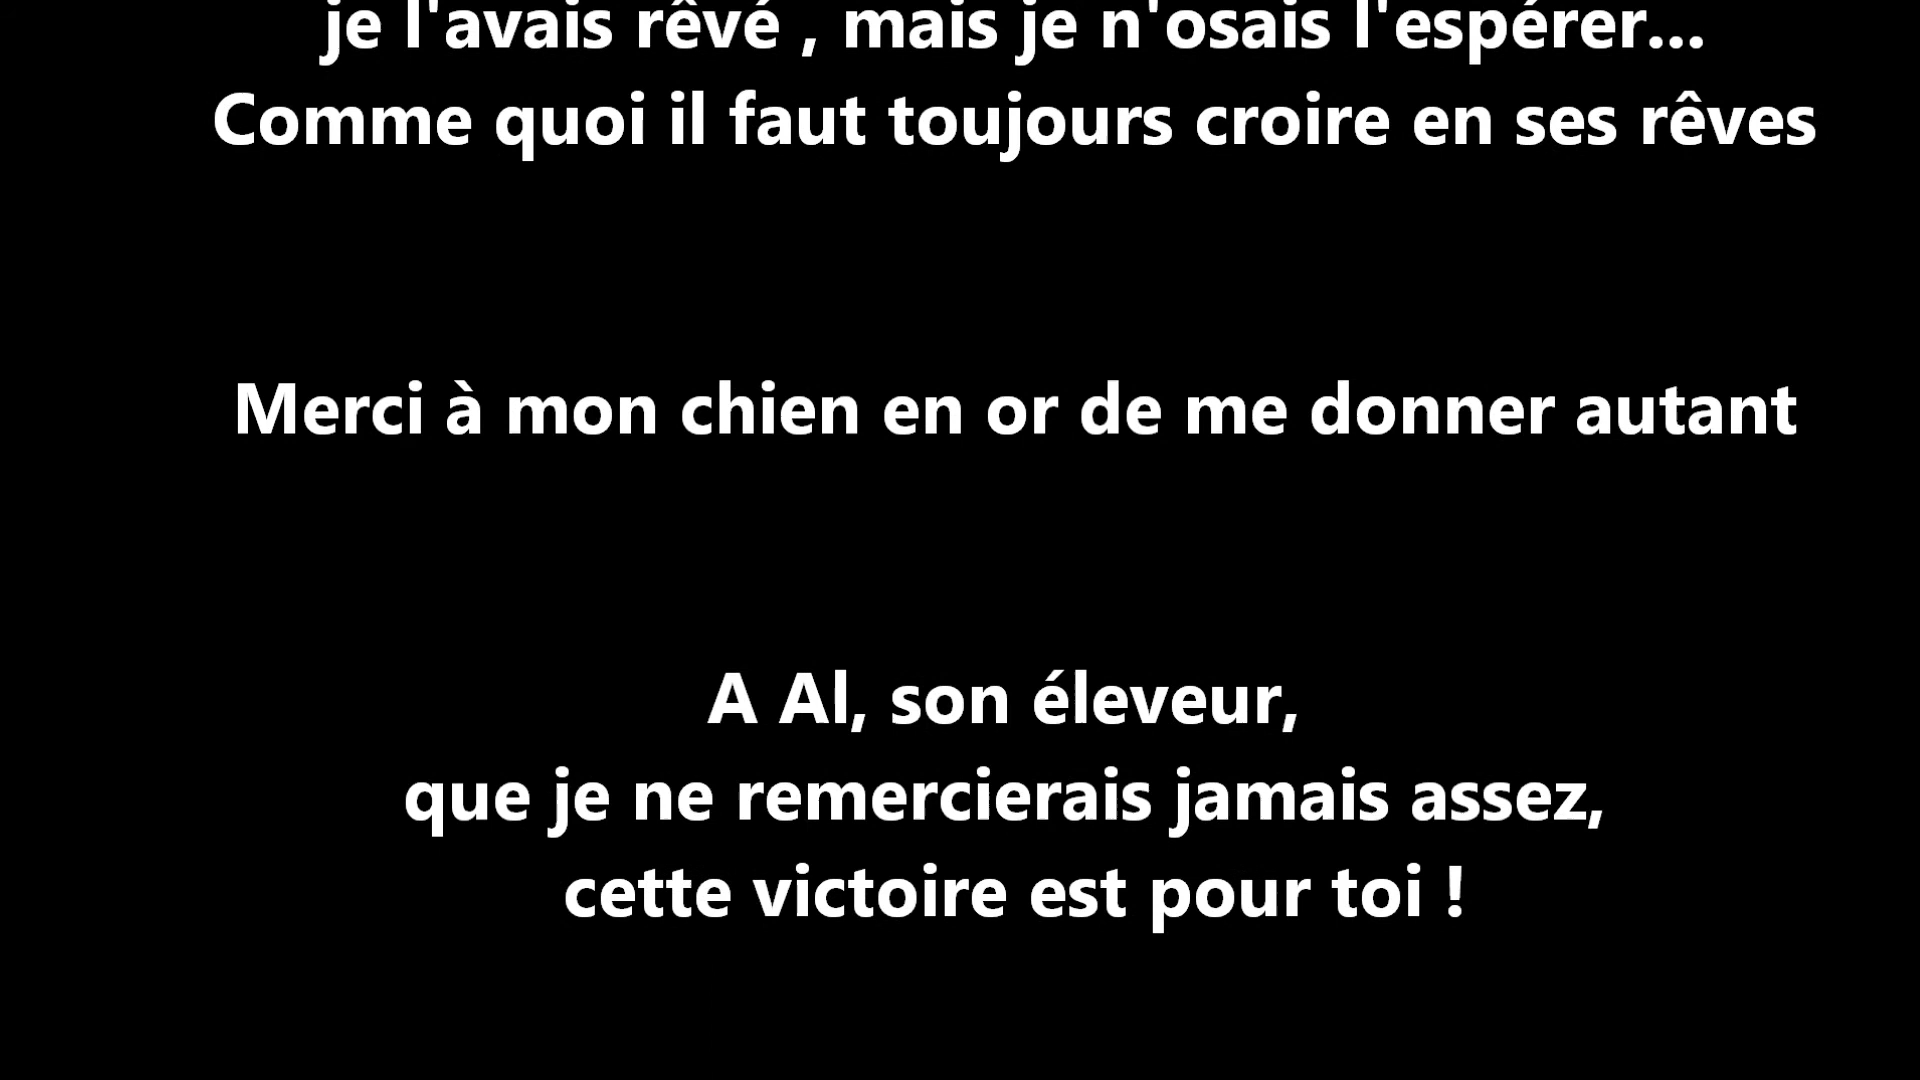 je l'avais rêvé , mais je n'osais l'espérer...
Comme quoi il faut toujours croire en ses rêves
Merci à mon chien en or de me donner autant
A Al, son éleveur,
que je ne remercierais jamais assez,
cette victoire est pour toi !